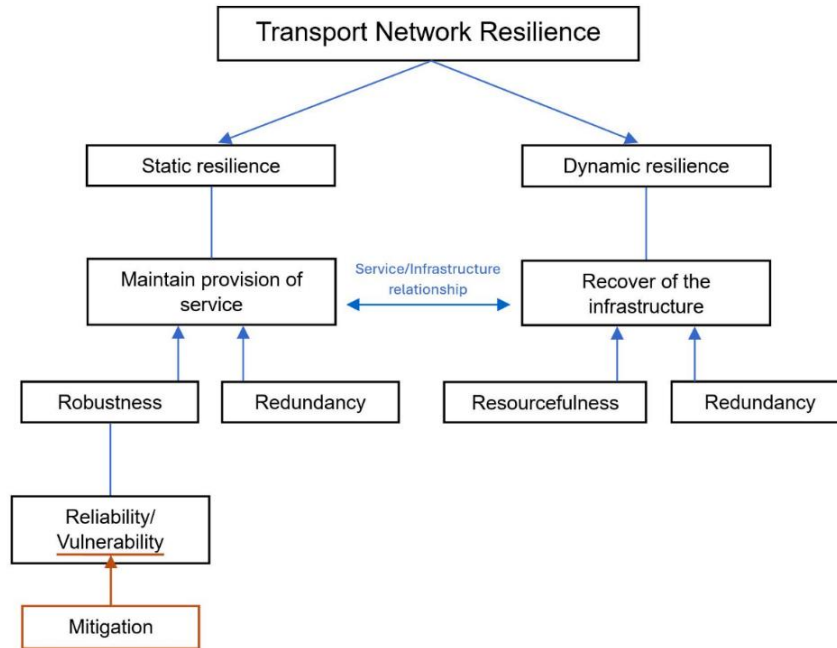 Transport Network Resilience
Static resilience
Dynamic resilience
Maintain provision of
service
Service/Infrastructure
relationship
Recover of the
infrastructure
Robustness
Redundancy
Resourcefulness
Redundancy
Reliability/
Vulnerability
Mitigation